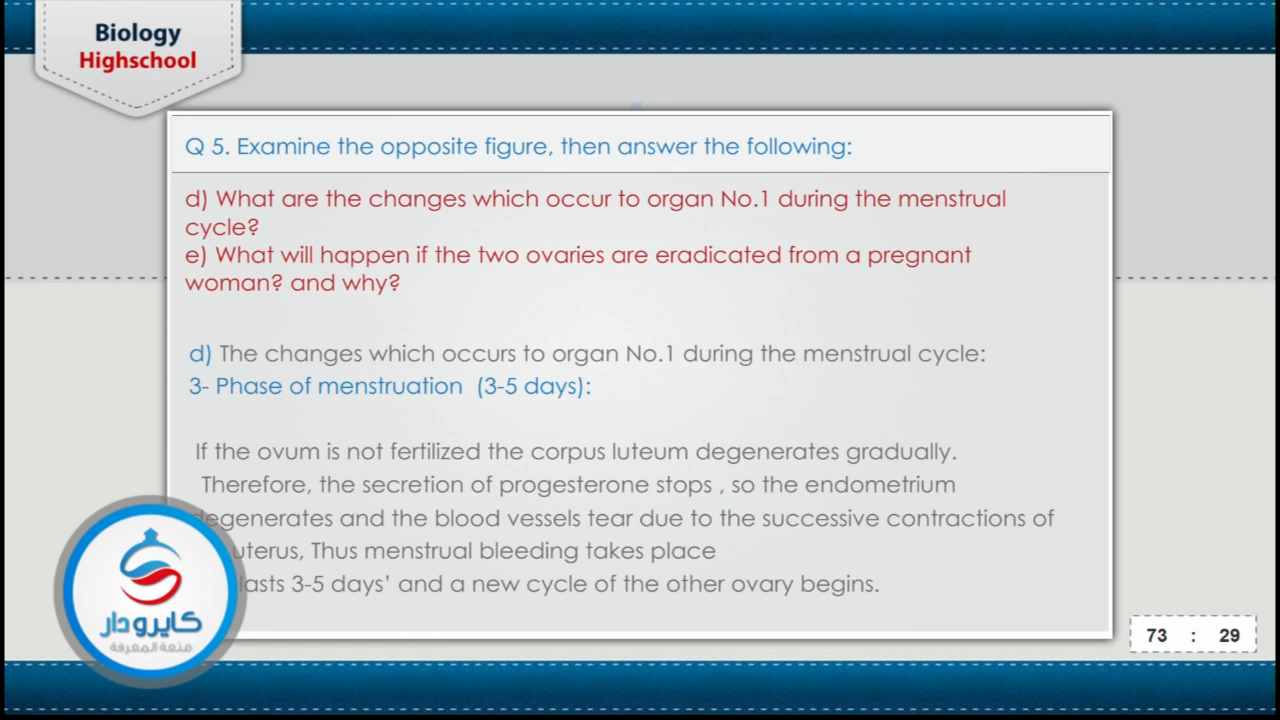 Biology
Highschool
Q 5. Examine the opposite figure, then answer the following:
d) What are the changes which occur to organ No.1 during the menstrual
cycle?
e) What will happen if the two ovaries are eradicated from a pregnant
woman? and why?
d) The changes which occurs to organ No.1 during the menstrual cycle:
3- Phase of menstruation (3-5 days):
If the ovum is not fertilized the corpus luteum degenerates gradually.
Therefore, the secretion of progesterone stops , so the endometrium
degenerates and the blood vessels tear due to the successive contractions of
uterus, Thus menstrual bleeding takes place
lasts 3-5 days’ and a new cycle of the other ovary begins.
كايرودار
متعة المعرفة
73 : 29